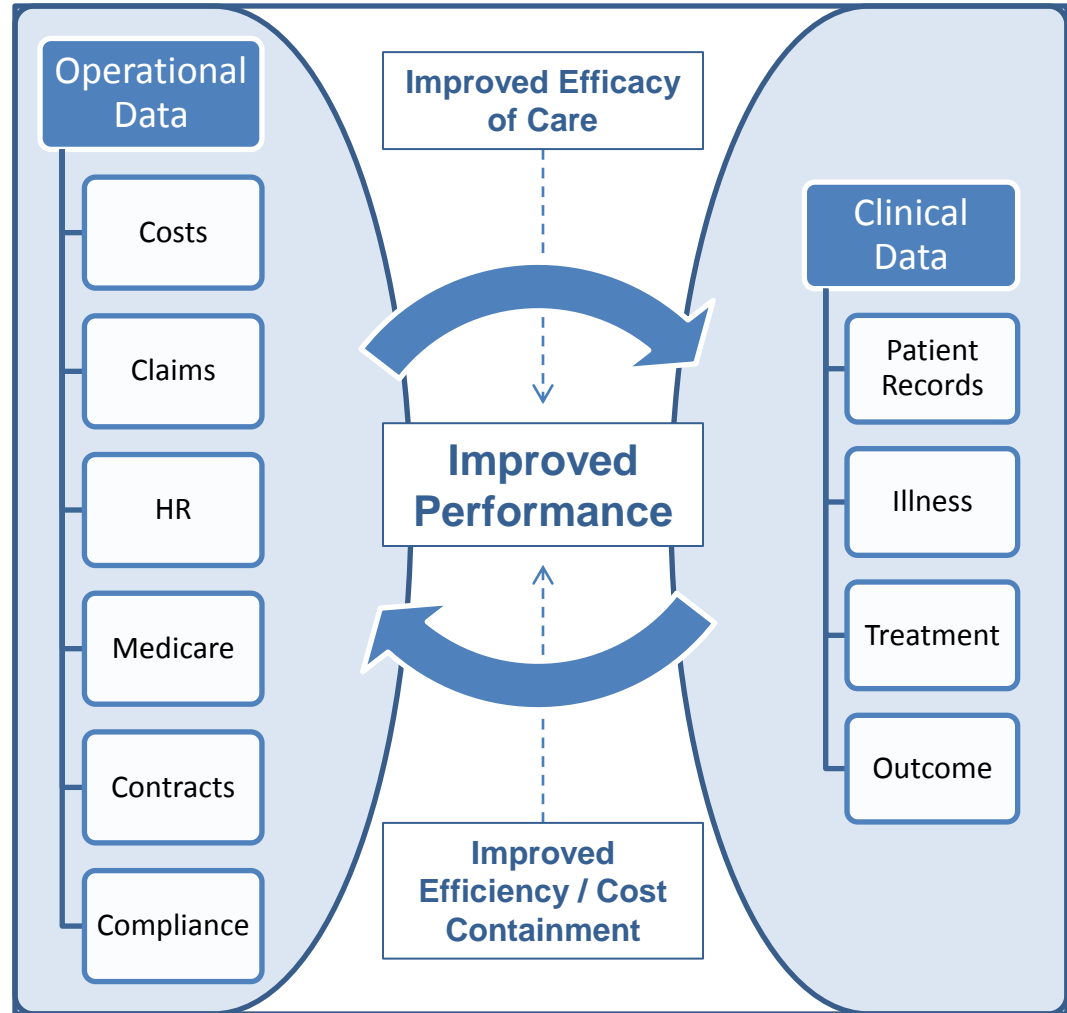 Operational
Data
Costs
Claims
HR
Medicare
Contracts
Compliance
Improved Efficacy
of Care
Improved
Performance
Improved
Efficiency / Cost
Containment
Clinical
Data
Patient
Records
Illness
Treatment
Outcome